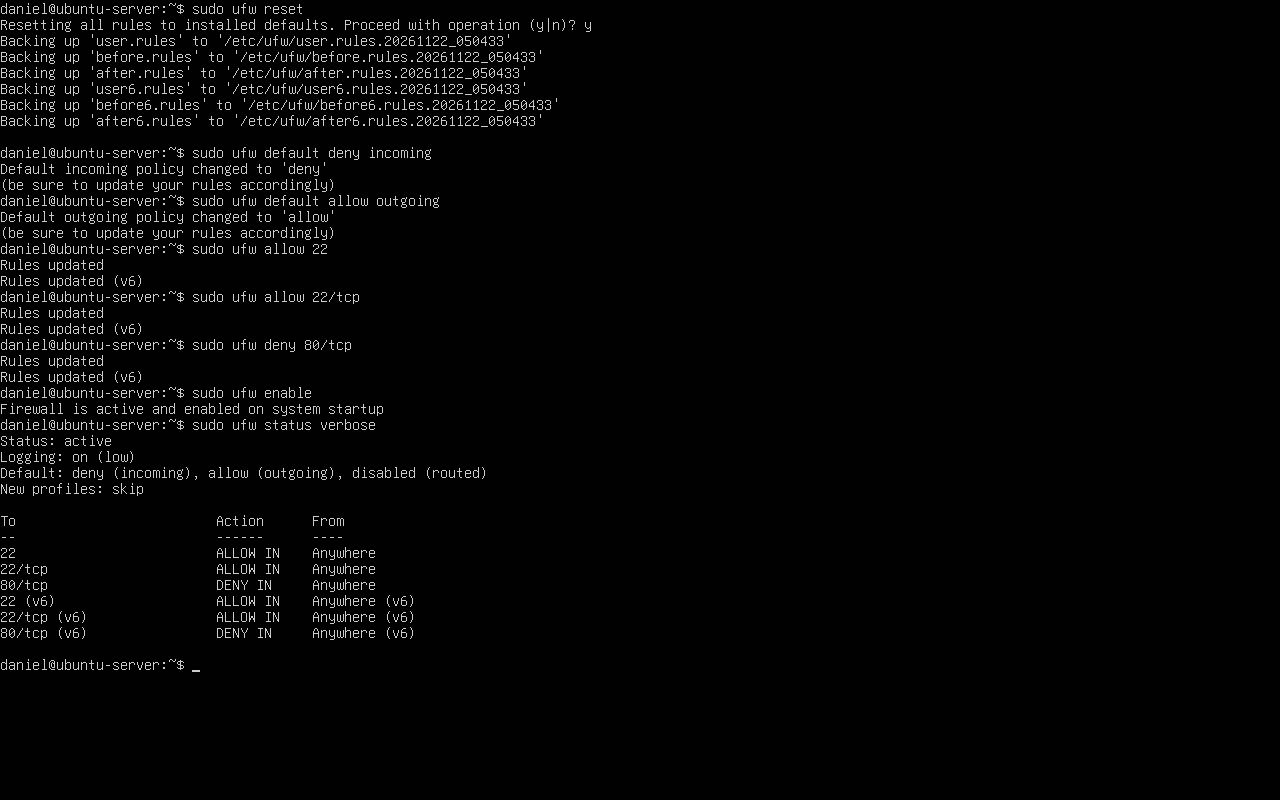 daniel@ubuntu-server:~$ sudo ufw reset
Resetting all rules to installed defaults. Proceed with operation (y|n)? y
Backing up 'user.rules' to '/etc/ufw/user.rules.20261122_050433'
Backing up 'before.rules' to '/etc/ufw/before.rules.20261122_050433'
Backing up 'after.rules' to '/etc/ufw/after.rules.20261122_050433'
Backing up 'user6.rules' to '/etc/ufw/user6.rules.20261122_050433'
Backing up 'before6.rules' to '/etc/ufw/before6.rules.20261122_050433'
Backing up 'after6.rules' to '/etc/ufw/after6.rules.20261122_050433'

daniel@ubuntu-server:~$ sudo ufw default deny incoming
Default incoming policy changed to 'deny'
(be sure to update your rules accordingly)
daniel@ubuntu-server:~$ sudo ufw default allow outgoing
Default outgoing policy changed to 'allow'
(be sure to update your rules accordingly)
daniel@ubuntu-server:~$ sudo ufw allow 22
Rules updated
Rules updated (v6)
daniel@ubuntu-server:~$ sudo ufw allow 22/tcp
Rules updated
Rules updated (v6)
daniel@ubuntu-server:~$ sudo ufw deny 80/tcp
Rules updated
Rules updated (v6)
daniel@ubuntu-server:~$ sudo ufw enable
Firewall is active and enabled on system startup
daniel@ubuntu-server:~$ sudo ufw status verbose
Status: active
Logging: on (low)
Default: deny (incoming), allow (outgoing), disabled (routed)
New profiles: skip

To                         Action      From
--                         ------      ----
22                         ALLOW IN    Anywhere
22/tcp                     ALLOW IN    Anywhere
80/tcp                     DENY IN     Anywhere
22 (v6)                    ALLOW IN    Anywhere (v6)
22/tcp (v6)                ALLOW IN    Anywhere (v6)
80/tcp (v6)                DENY IN     Anywhere (v6)

daniel@ubuntu-server:~$ _